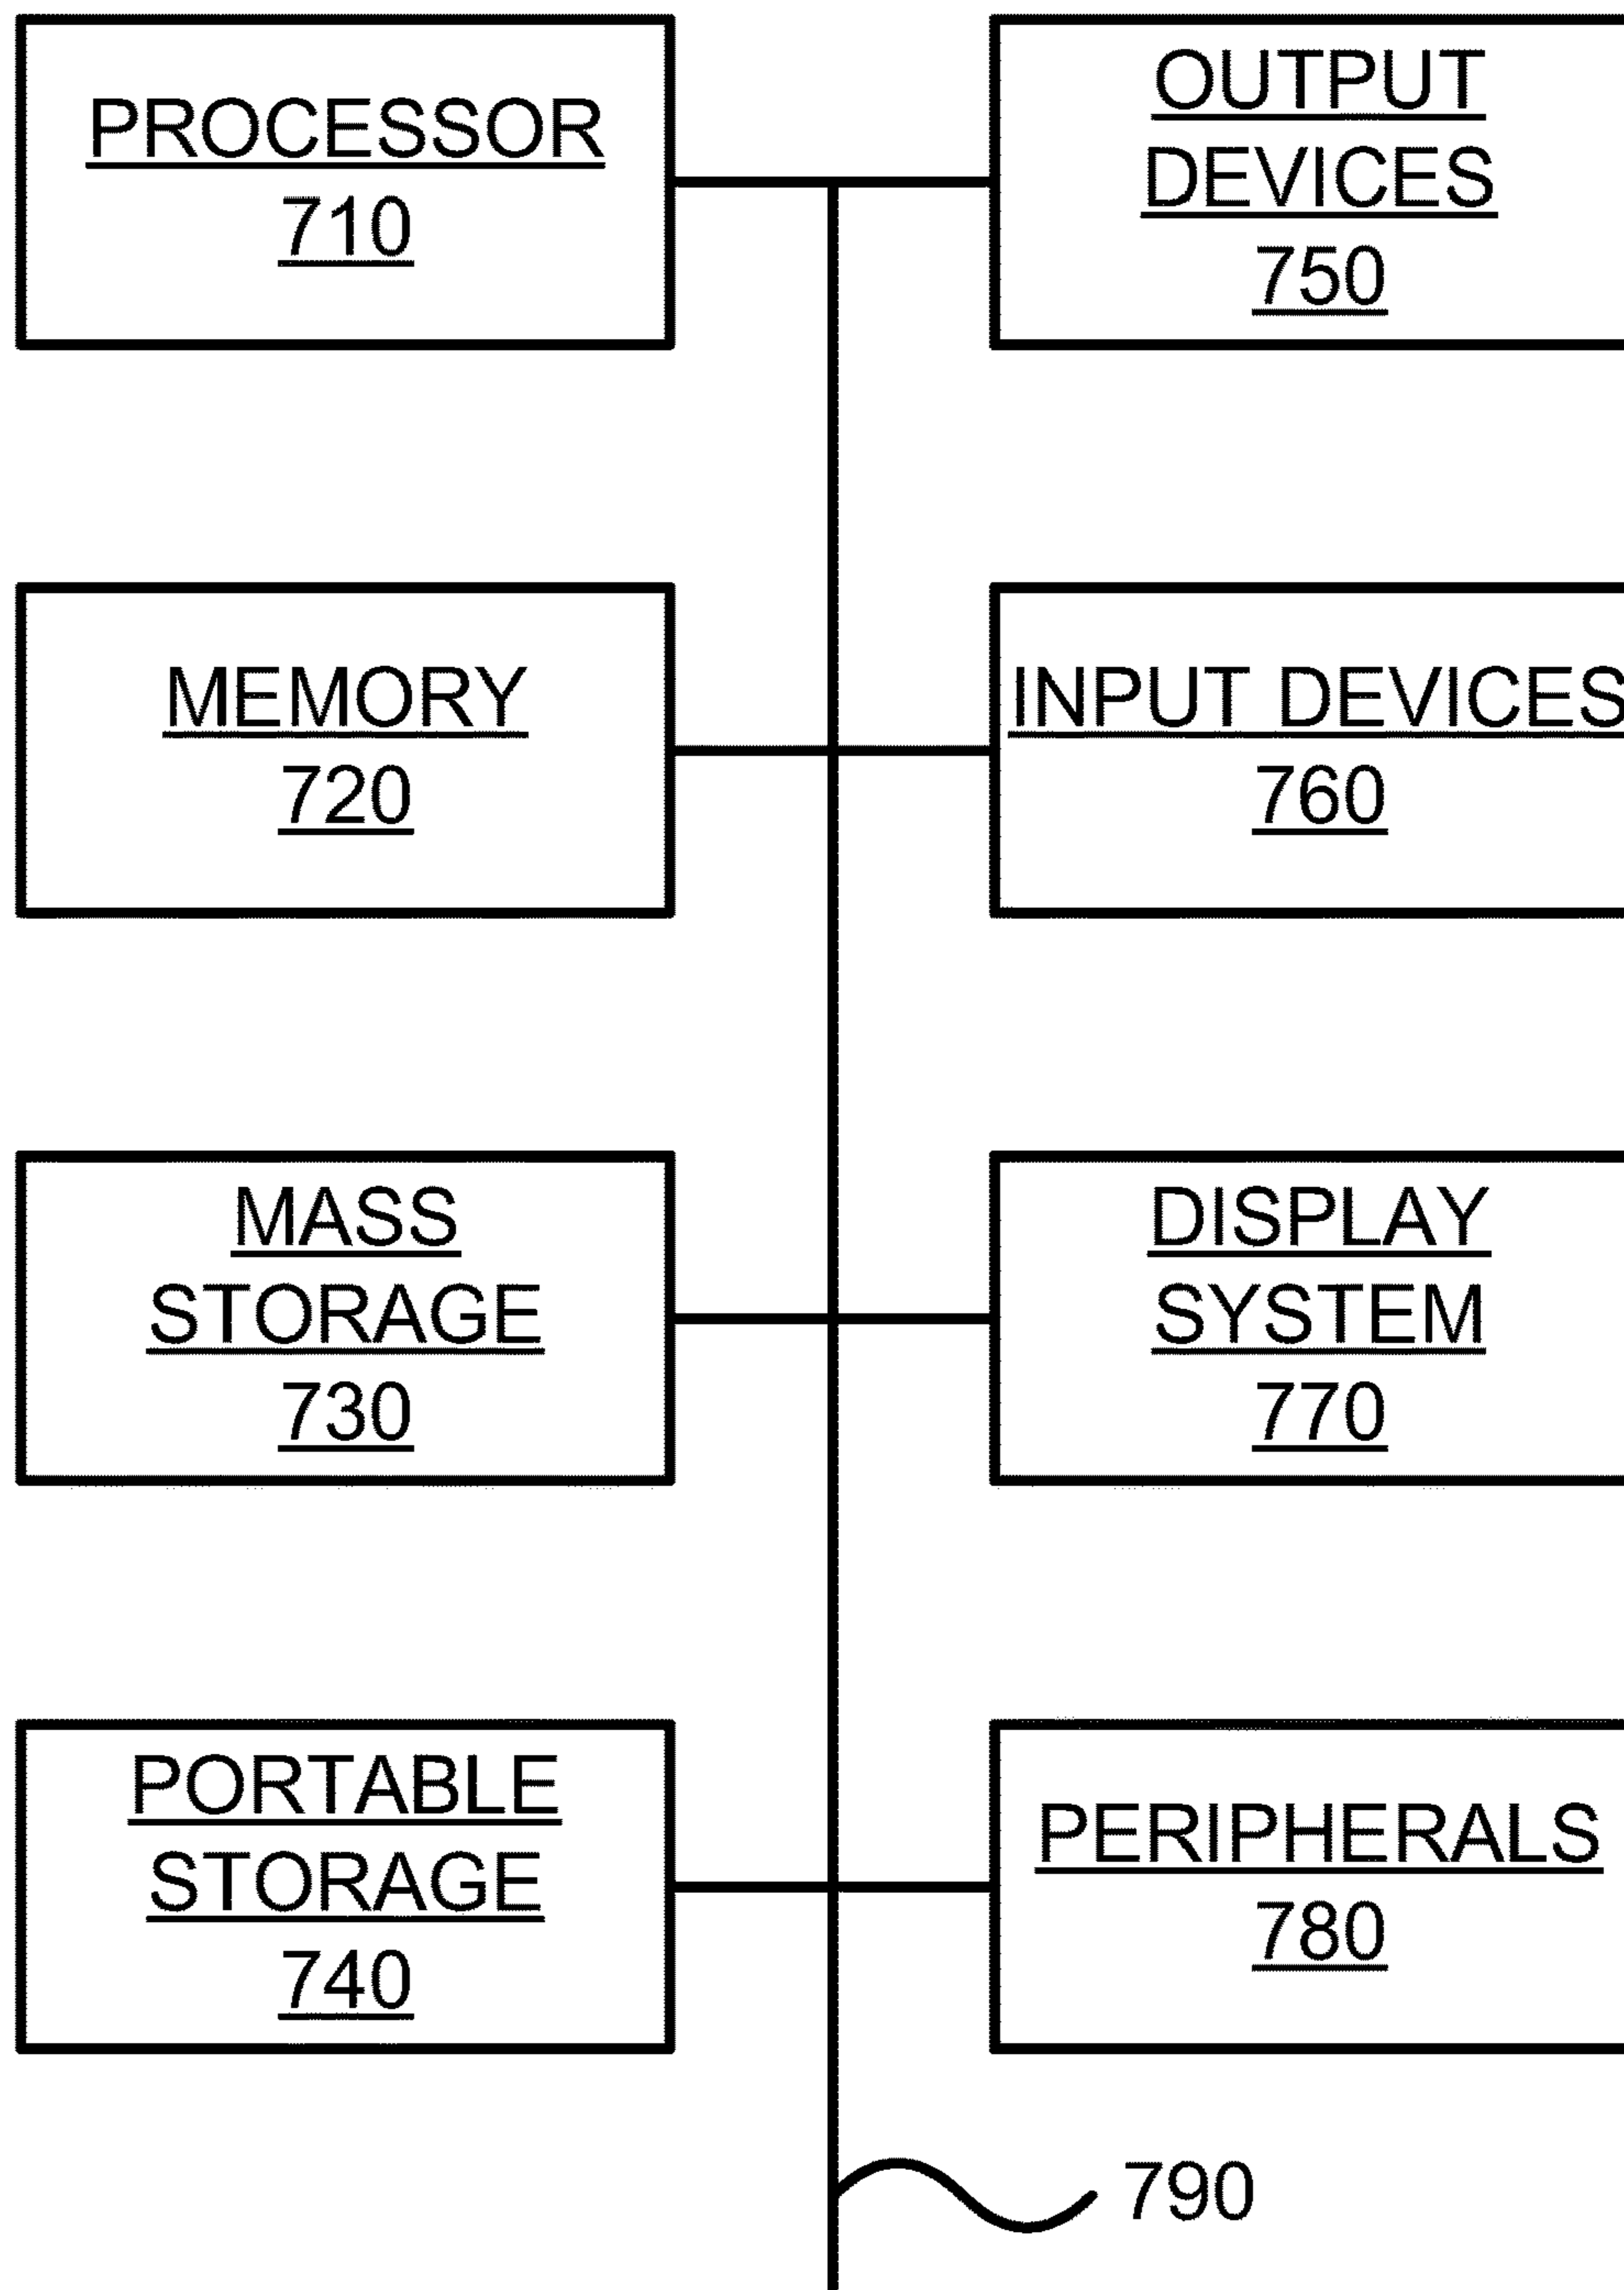 PROCESSOR
710
OUTPUT
DEVICES
750
MEMORY
720
INPUT DEVICES
760
MASS
STORAGE
730
DISPLAY
SYSTEM
770
PORTABLE
STORAGE
740
PERIPHERALS
780
790